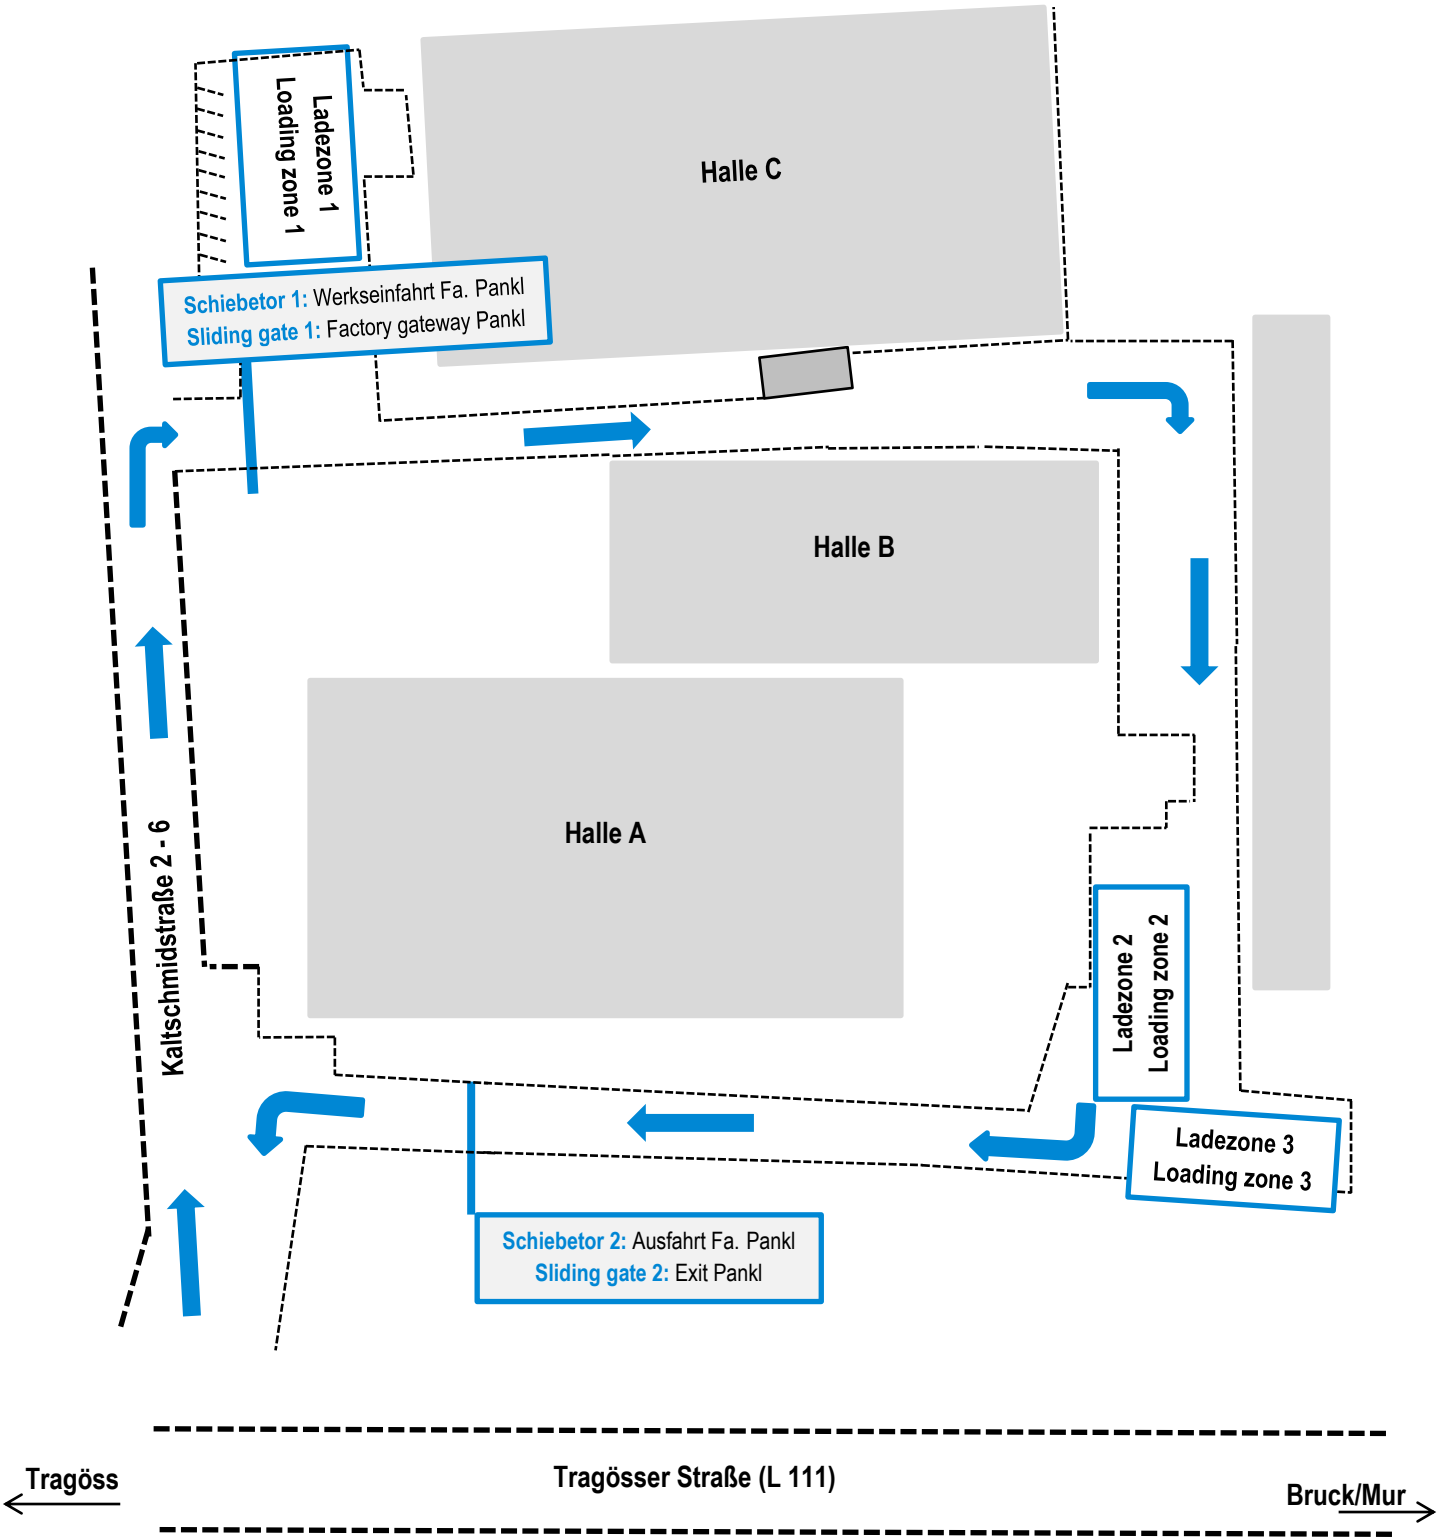 Ladezone 1
Loading zone 1
Halle C
Schiebetor 1: Werkseinfahrt Fa. Pankl
Sliding gate 1: Factory gateway Pankl
Halle B
Halle A
Kaltschmidstraße 2 - 6
Ladezone 2
Loading zone 2
Ladezone 3
Loading zone 3
Schiebetor 2: Ausfahrt Fa. Pankl
Sliding gate 2: Exit Pankl
Tragöss
Tragösser Straße (L 111)
Bruck/Mur